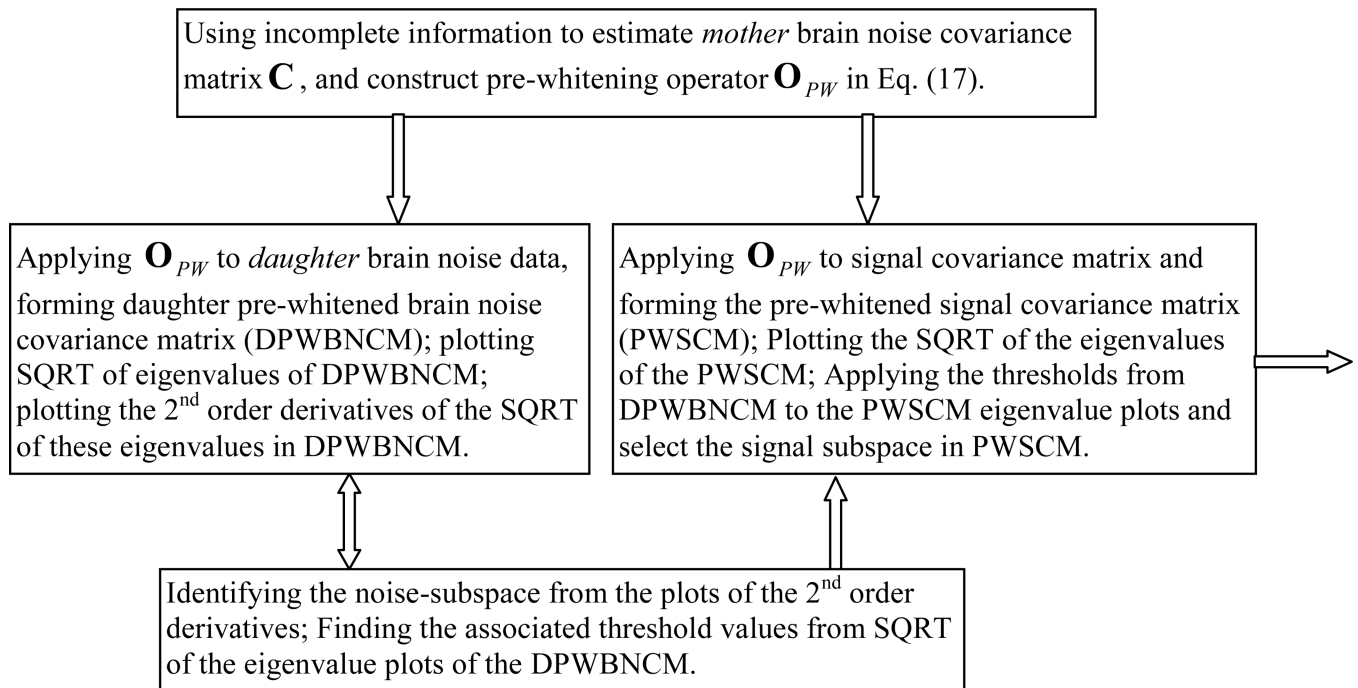 Using incomplete information to estimate mother brain noise covariance
matrix C , and construct pre-whitening operator O_PW in Eq. (17).
Applying O_PW to daughter brain noise data,
forming daughter pre-whitened brain noise
covariance matrix (DPWBNCM); plotting
SQRT of eigenvalues of DPWBNCM;
plotting the 2nd order derivatives of the SQRT
of these eigenvalues in DPWBNCM.
Applying O_PW to signal covariance matrix and
forming the pre-whitened signal covariance matrix
(PWSCM); Plotting the SQRT of the eigenvalues
of the PWSCM; Applying the thresholds from
DPWBNCM to the PWSCM eigenvalue plots and
select the signal subspace in PWSCM.
Identifying the noise-subspace from the plots of the 2nd order
derivatives; Finding the associated threshold values from SQRT
of the eigenvalue plots of the DPWBNCM.